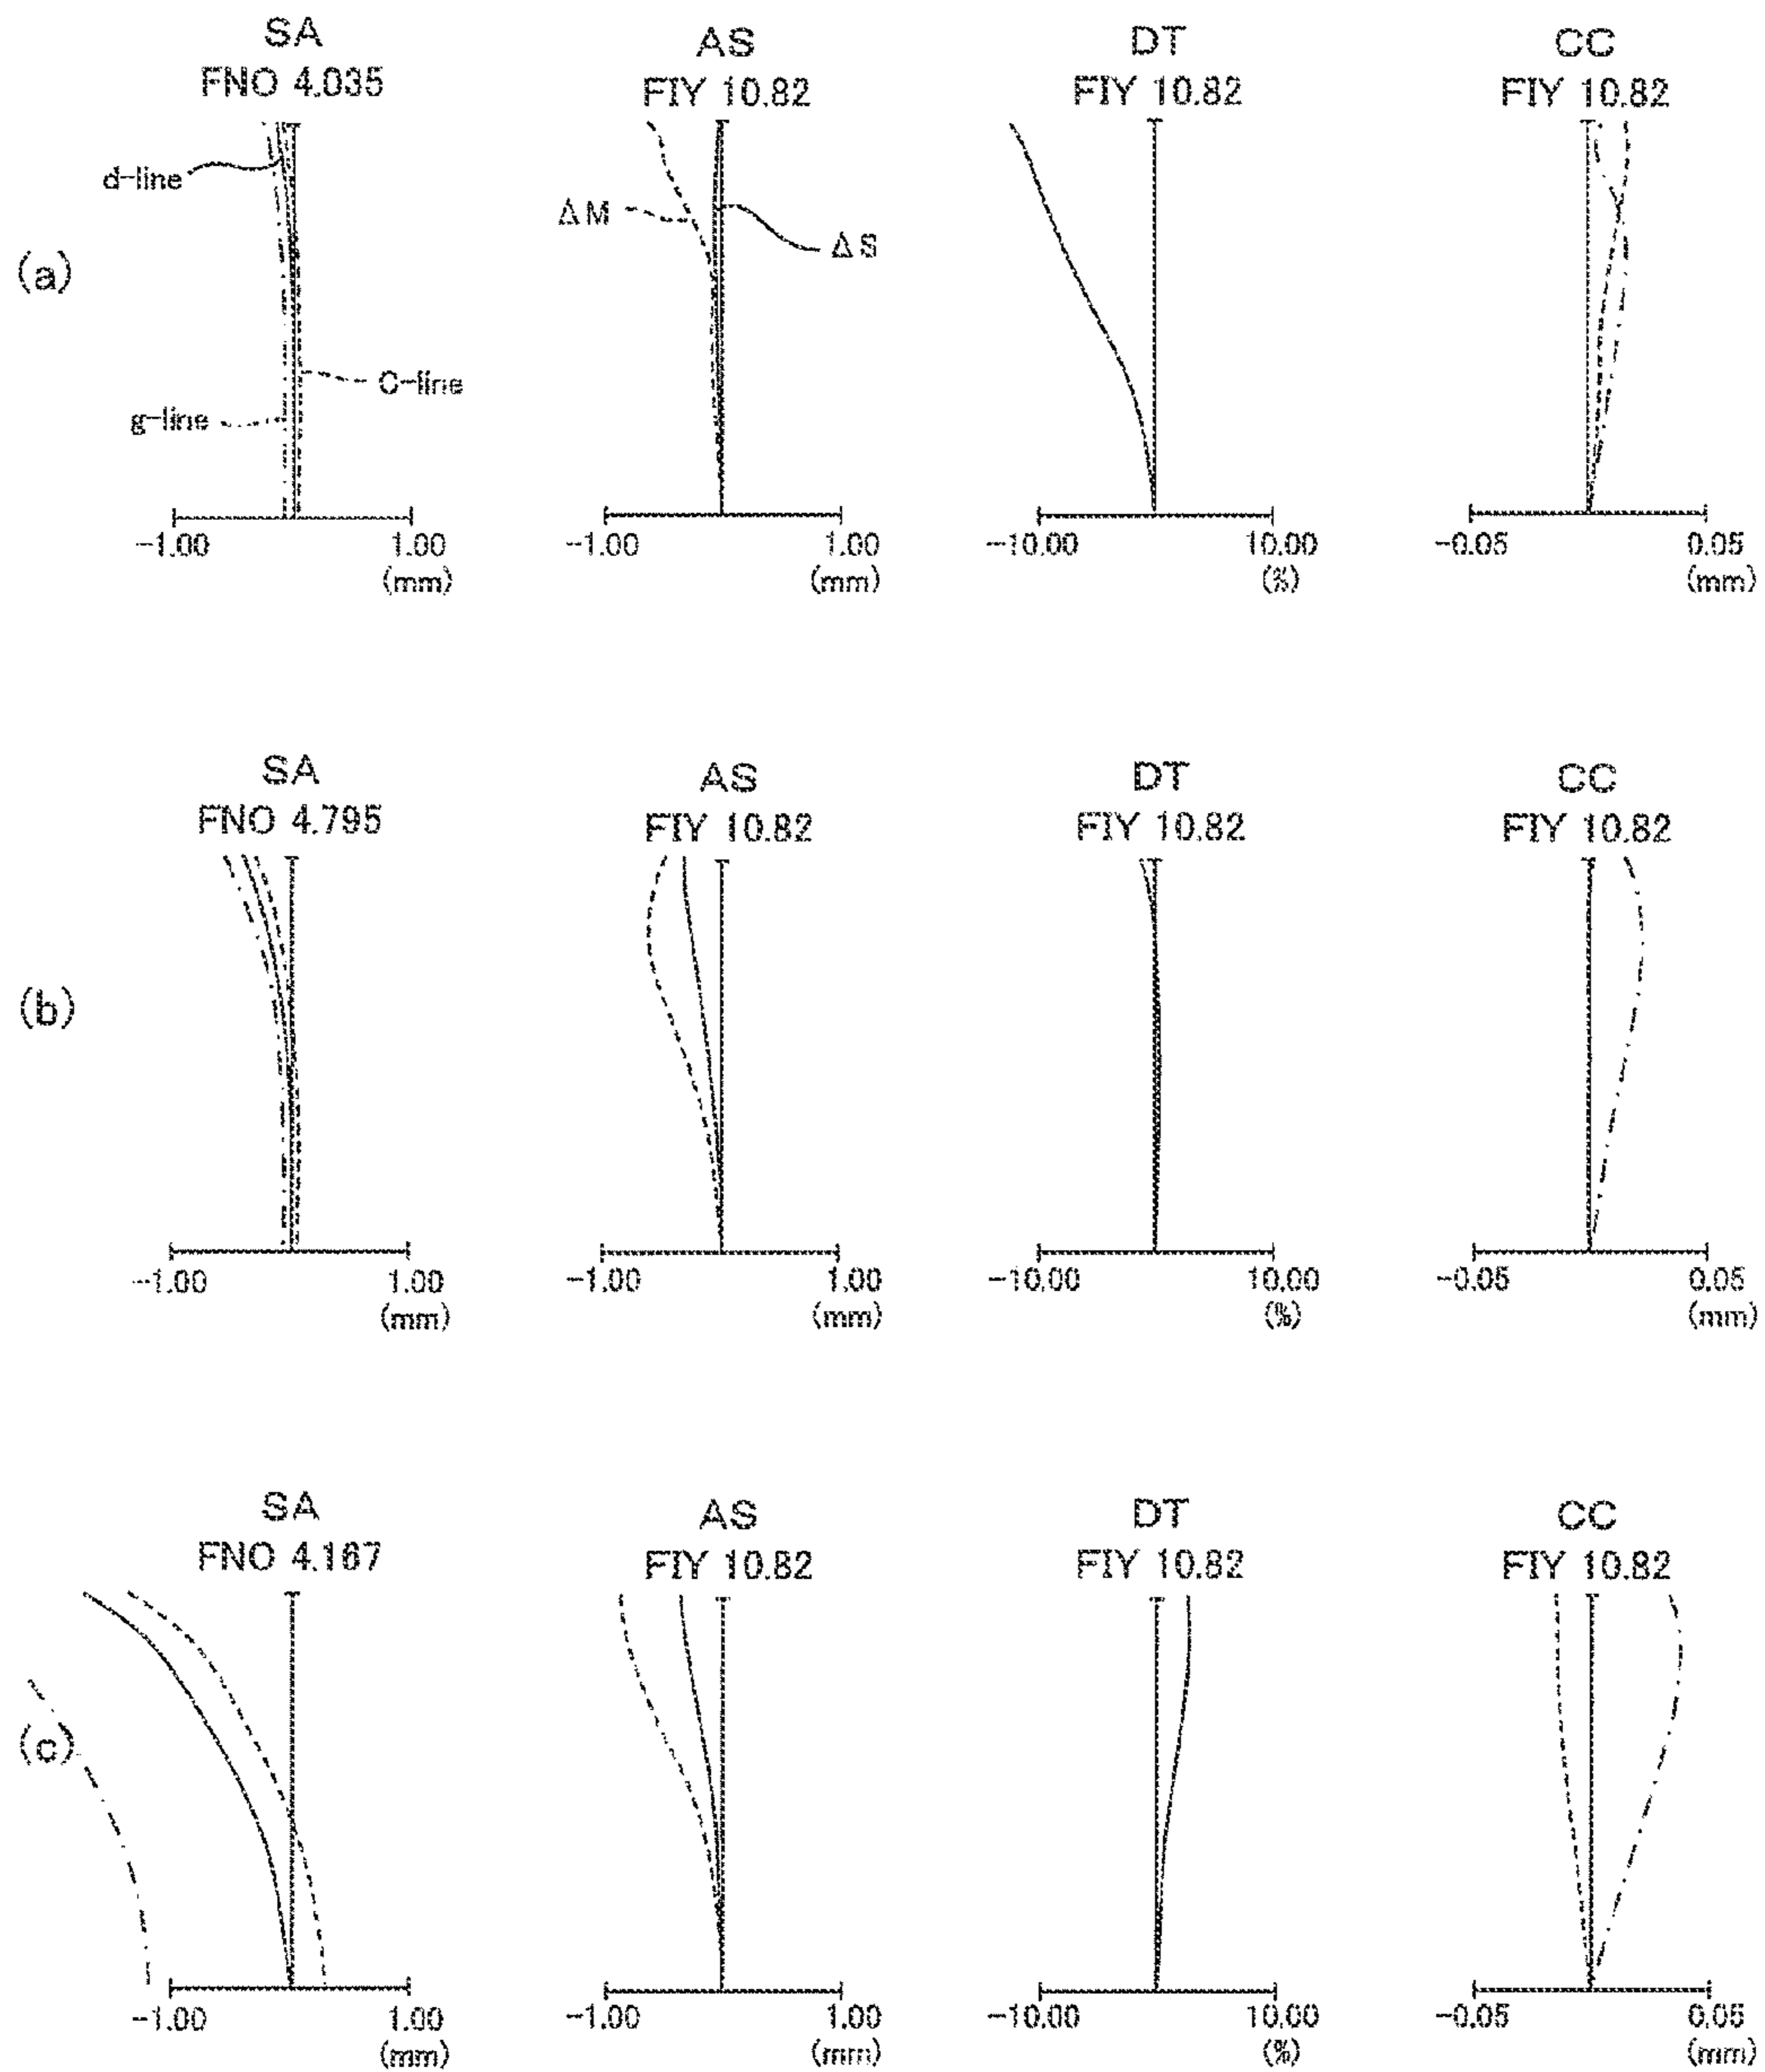 SA
FNO 4.035
AS
FIY 10.82
DT
FIY 10.82
CC
FIY 10.82
d-line
ΔM
ΔS
(a)
C-line
g-line
-1.00
1.00
(mm)
-1.00
1.00
(mm)
-10.00
10.00
(%)
-0.05
0.05
(mm)
SA
FNO 4.795
AS
FIY 10.82
DT
FIY 10.82
CC
FIY 10.82
(b)
-1.00
1.00
(mm)
-1.00
1.00
(mm)
-10.00
10.00
(%)
-0.05
0.05
(mm)
SA
FNO 4.167
AS
FIY 10.82
DT
FIY 10.82
CC
FIY 10.82
(c)
-1.00
1.00
(mm)
-1.00
1.00
(mm)
-10.00
10.00
(%)
-0.05
0.05
(mm)